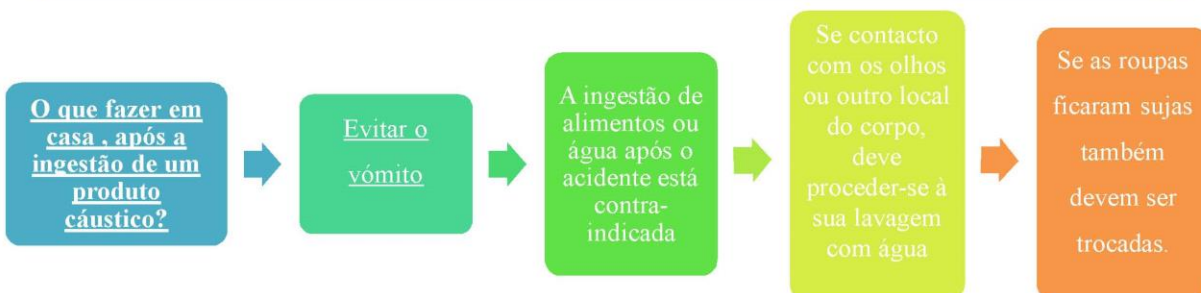 O que fazer em
casa , após a
ingestão de um
produto
cáustico?
Evitar o
vómito
A ingestão de
alimentos ou
água após o
acidente está
contra-
indicada
Se contacto
com os olhos
ou outro local
do corpo,
deve
proceder-se à
sua lavagem
com água
Se as roupas
ficaram sujas
também
devem ser
trocadas.